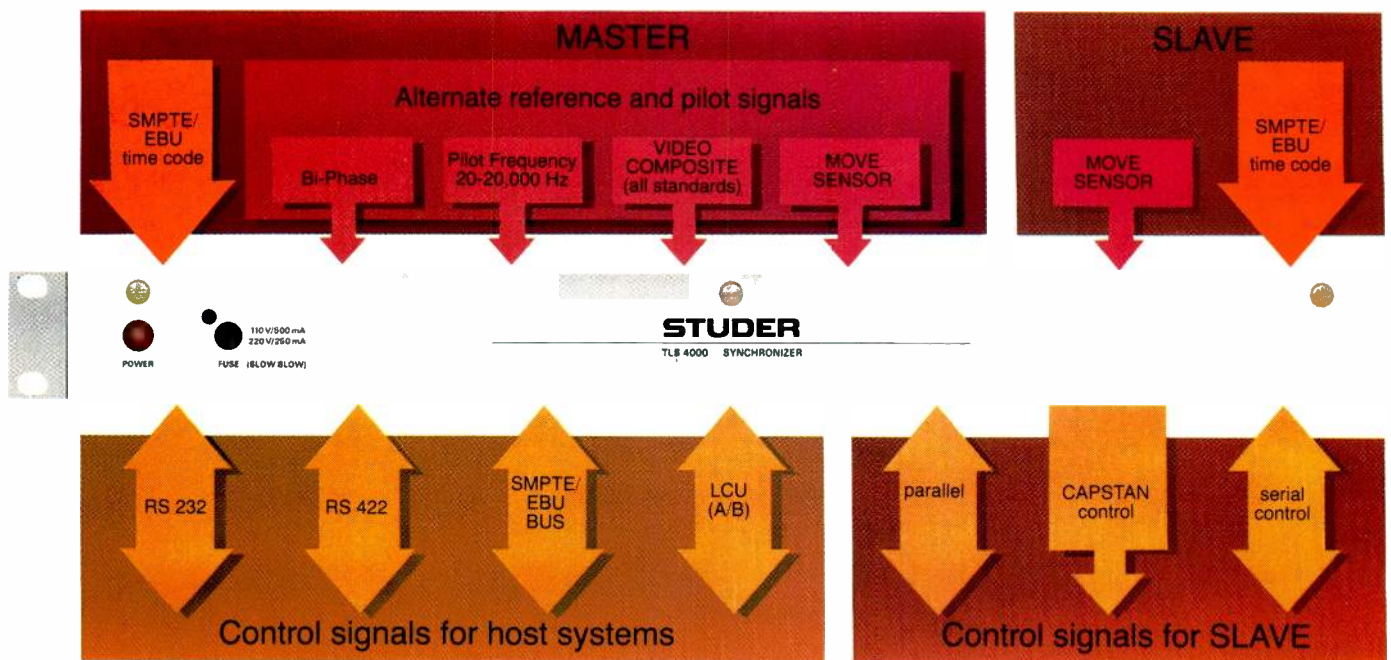 MASTER
SLAVE
SMPTE/
EBU
time code
Alternate reference and pilot signals
Bi-Phase
Pilot Frequency
20-20,000 Hz
VIDEO
COMPOSITE
(all standards)
MOVE
SENSOR
MOVE
SENSOR
SMPTE/
EBU
time code
POWER
110 V/500 mA
220 V/250 mA
FUSE (SLOW BLOW)
STUDER
TLS 4000 SYNCHRONIZER
RS 232
RS 422
SMPTE/
EBU
BUS
LCU
(A/B)
Control signals for host systems
parallel
CAPSTAN
control
serial
control
Control signals for SLAVE